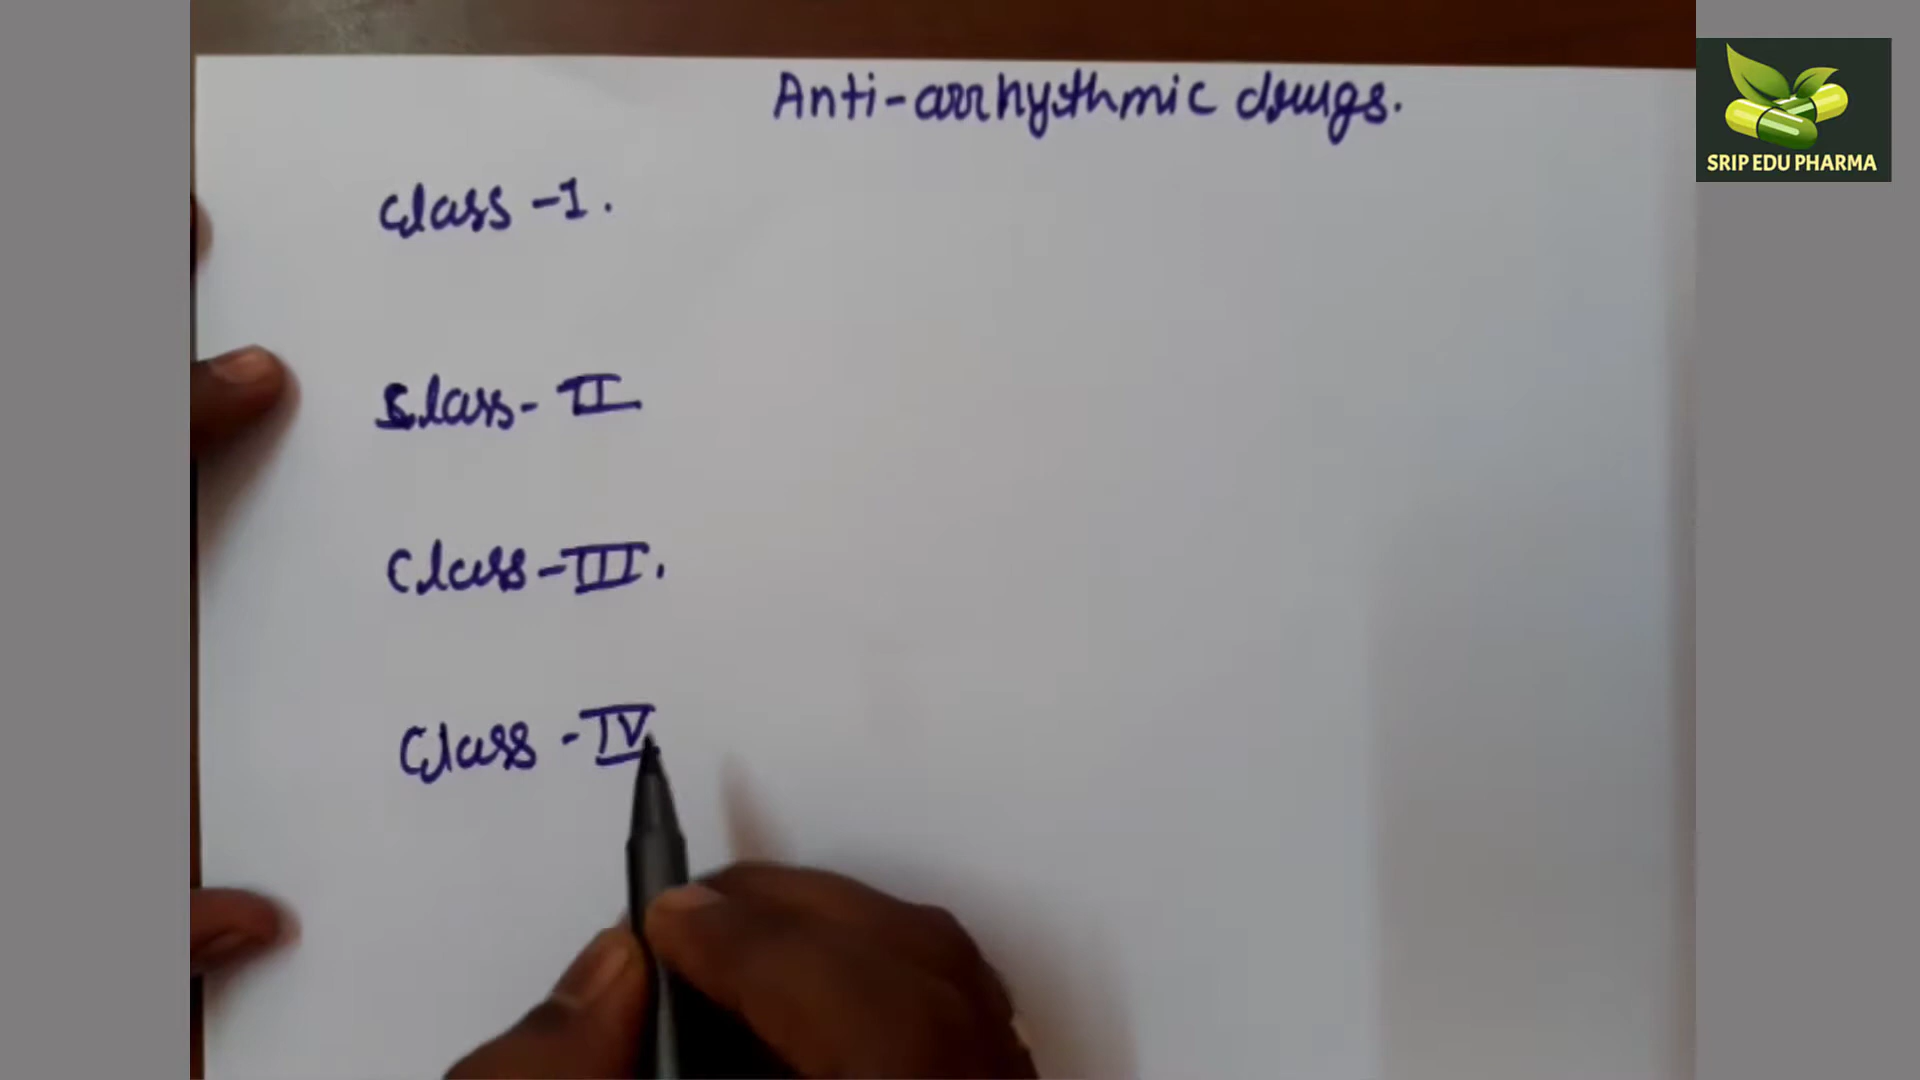 Anti-arrhythmic drugs.
SRIP EDU PHARMA
Class -1.
Class - II
Class - III.
Class - IV